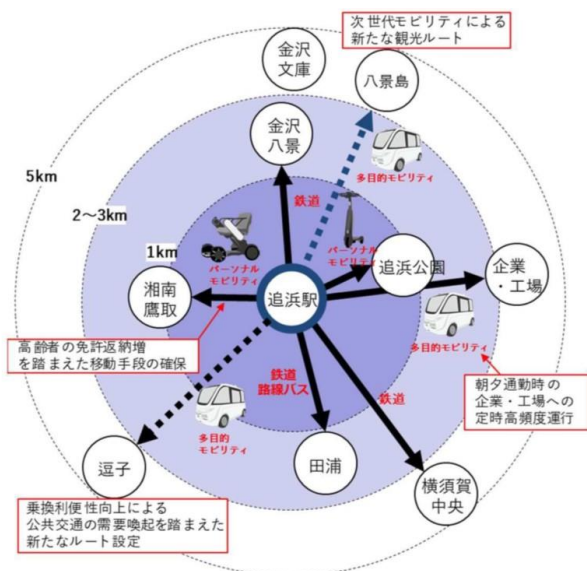 次世代モビリティによる
新たな観光ルート
金沢
文庫
八景島
金沢
八景
多目的モビリティ
5km
鉄道
2～3km
パーソナル
モビリティ
パーソナル
モビリティ
1km
追浜公園
企業
・工場
湘南
鷹取
追浜駅
多目的モビリティ
高齢者の免許返納増
を踏まえた移動手段の確保
鉄道
路線バス
鉄道
朝夕通勤時の
企業・工場への
定時高頻度運行
多目的
モビリティ
逗子
田浦
横須賀
中央
乗換利便性向上による
公共交通の需要喚起を踏まえた
新たなルート設定